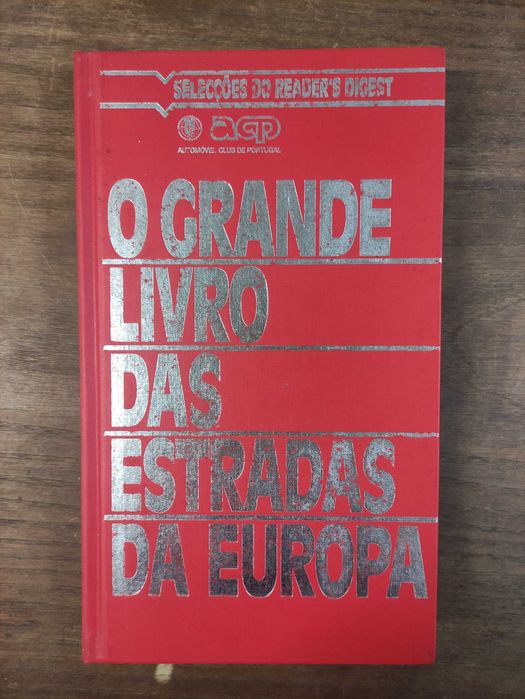 SELECÇÕES DO READER'S DIGEST
acp
AUTOMÓVEL CLUB DE PORTUGAL
O GRANDE
LIVRO
DAS
ESTRADAS
DA EUROPA